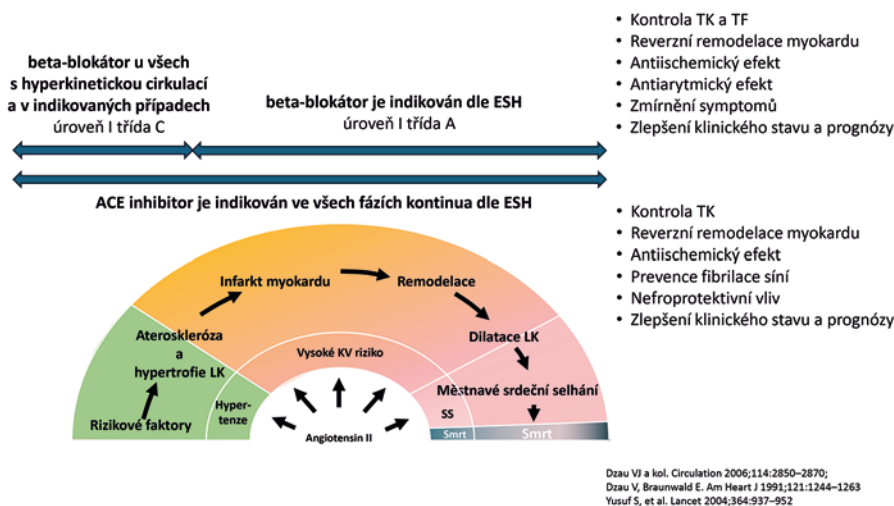 beta-blokátor u všech
s hyperkinetickou cirkulací
a v indikovaných případech
úroveň I třída C
beta-blokátor je indikován dle ESH
úroveň I třída A
• Kontrola TK a TF
• Reverzní remodelace myokardu
• Antiischemický efekt
• Antiarytmický efekt
• Zmírnění symptomů
• Zlepšení klinického stavu a prognózy
ACE inhibitor je indikován ve všech fázích kontinua dle ESH
• Kontrola TK
• Reverzní remodelace myokardu
• Antiischemický efekt
• Prevence fibrilace síní
• Nefroprotektivní vliv
• Zlepšení klinického stavu a prognózy
Infarkt myokardu
Remodelace
Ateroskleróza
a
hypertrofie LK
Dilatace LK
Vysoké KV riziko
Městnavé srdeční selhání
Rizikové faktory
Hyper-
tenze
Angiotensin II
SS
Smrt
Smrt
Dzau VJ a kol. Circulation 2006;114:2850–2870;
Dzau V, Braunwald E. Am Heart J 1991;121:1244–1263
Yusuf S, et al. Lancet 2004;364:937–952